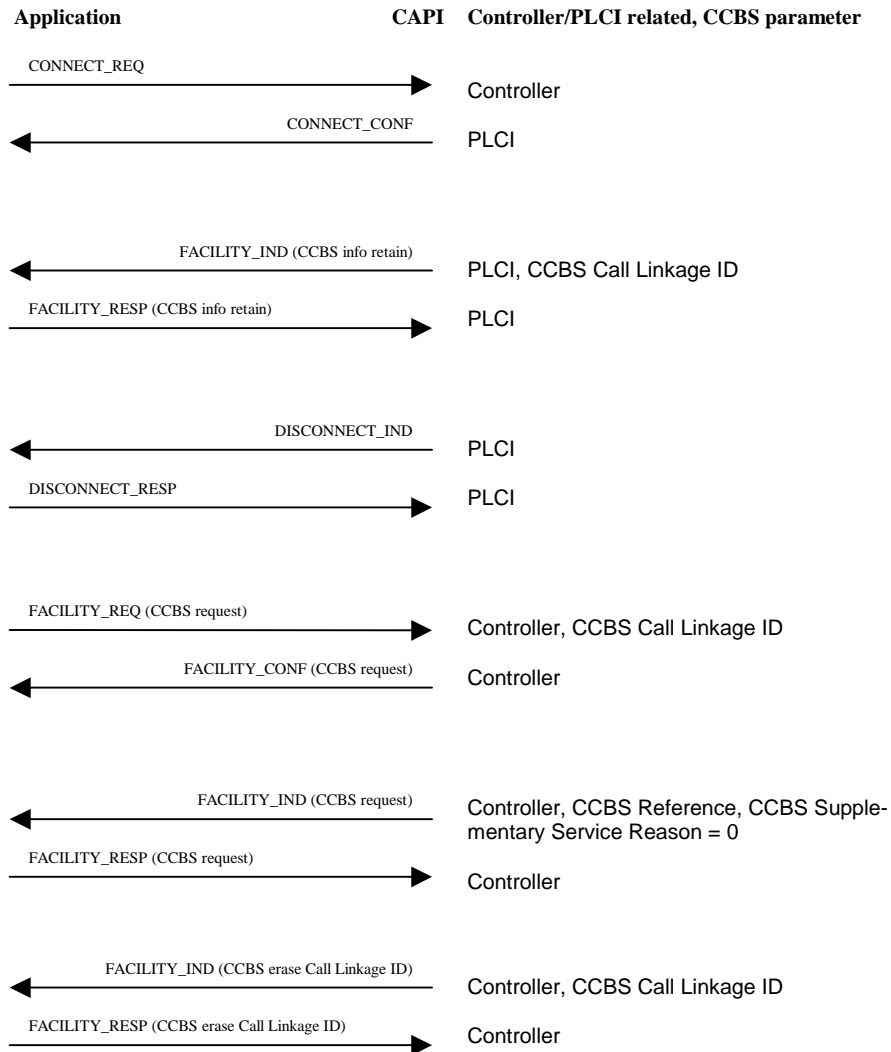 Application CAPI Controller/PLCI related, CCBS parameter
CONNECT_REQ
Controller
CONNECT_CONF
PLCI
FACILITY_IND (CCBS info retain)
PLCI, CCBS Call Linkage ID
FACILITY_RESP (CCBS info retain)
PLCI
DISCONNECT_IND
PLCI
DISCONNECT_RESP
PLCI
FACILITY_REQ (CCBS request)
Controller, CCBS Call Linkage ID
FACILITY_CONF (CCBS request)
Controller
FACILITY_IND (CCBS request)
Controller, CCBS Reference, CCBS Supple-
mentary Service Reason = 0
FACILITY_RESP (CCBS request)
Controller
FACILITY_IND (CCBS erase Call Linkage ID)
Controller, CCBS Call Linkage ID
FACILITY_RESP (CCBS erase Call Linkage ID)
Controller